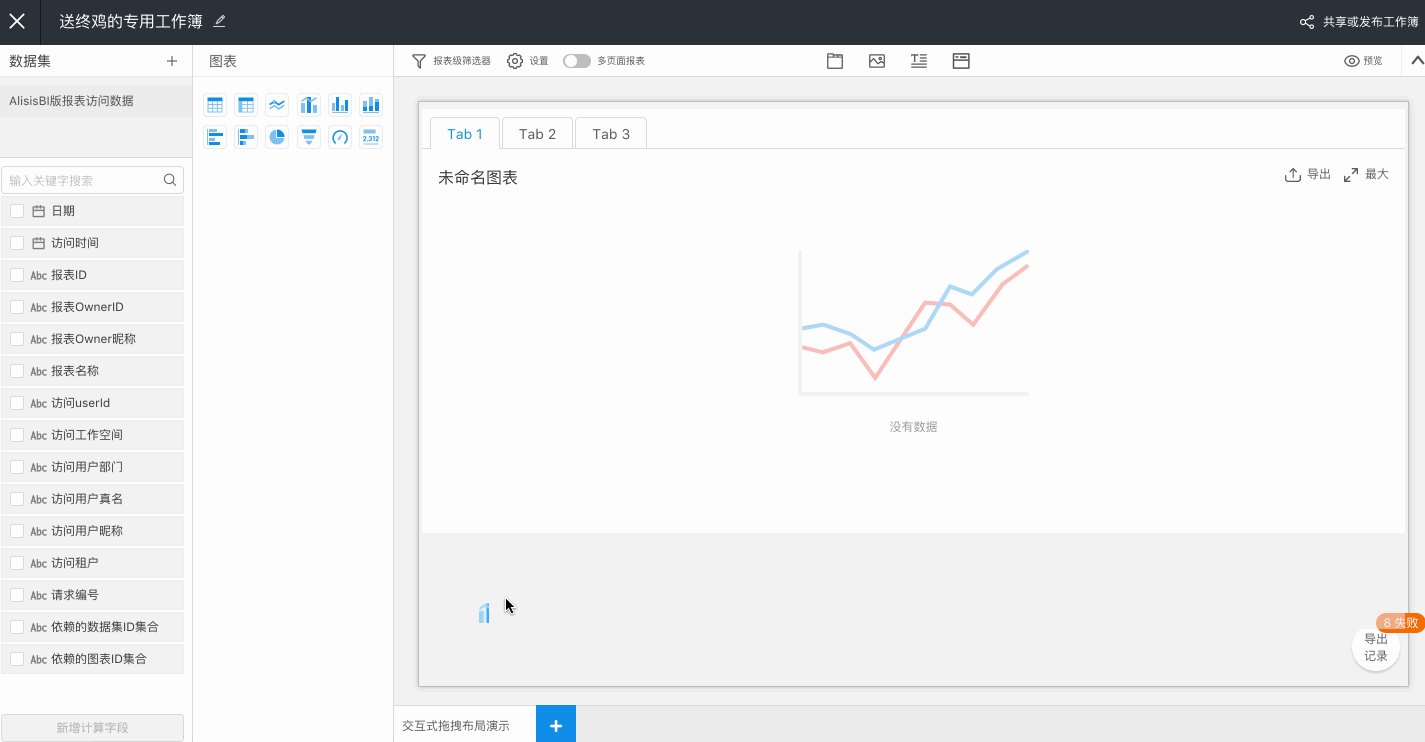 送终鸡的专用工作簿
共享或发布工作簿
数据集
图表
报表级筛选器
设置
多页面报表
预览
AlisisBI版报表访问数据
2,312
Tab 1
Tab 2
Tab 3
未命名图表
导出
最大
没有数据
输入关键字搜索
日期
访问时间
Abc 报表ID
Abc 报表OwnerID
Abc 报表Owner昵称
Abc 报表名称
Abc 访问userId
Abc 访问工作空间
Abc 访问用户部门
Abc 访问用户真名
Abc 访问用户昵称
Abc 访问租户
Abc 请求编号
Abc 依赖的数据集ID集合
Abc 依赖的图表ID集合
新增计算字段
8 失败
导出
记录
交互式拖拽布局演示